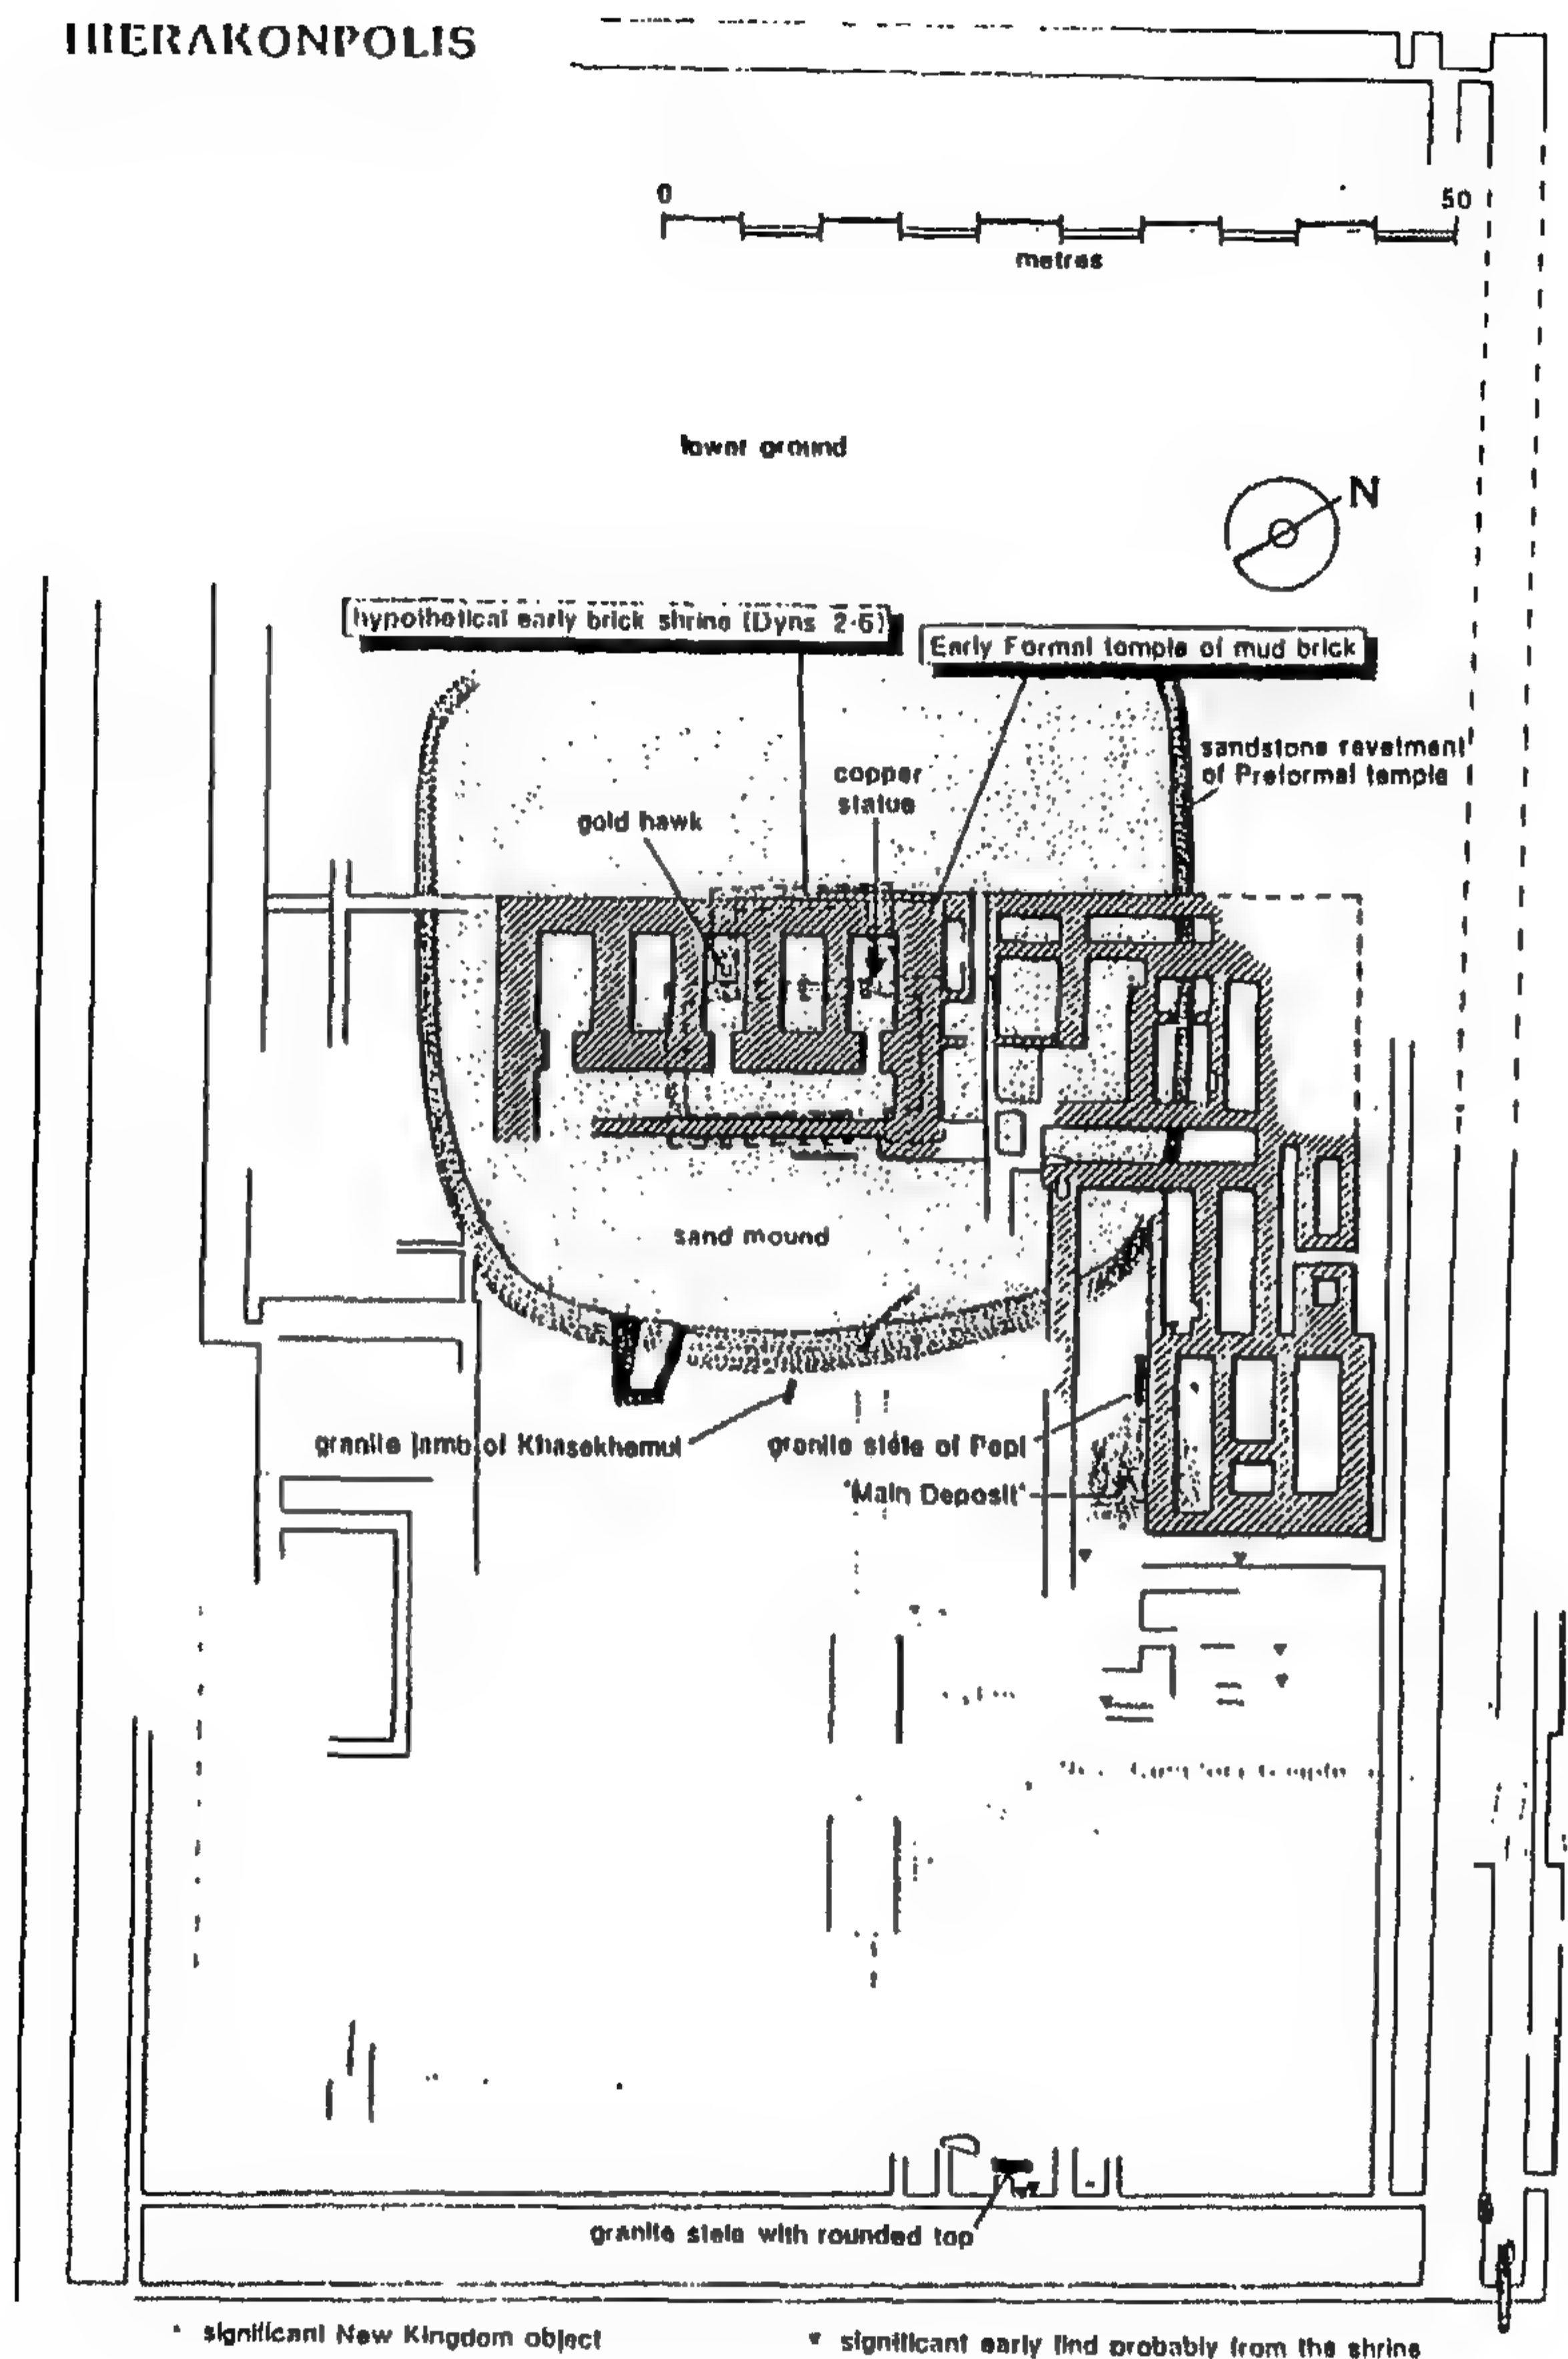 HIERAKONPOLIS
0 50
metres
lower ground
N
hypothetical early brick shrine (Dyns 2-6)
Early Formal temple of mud brick
sandstone revetment
of Preformal temple
copper
statue
gold hawk
sand mound
granite jamb of Khasekhemui
granite stele of Pepi
'Main Deposit'
granite stele with rounded top
significant New Kingdom object
▼ significant early find probably from the shrine